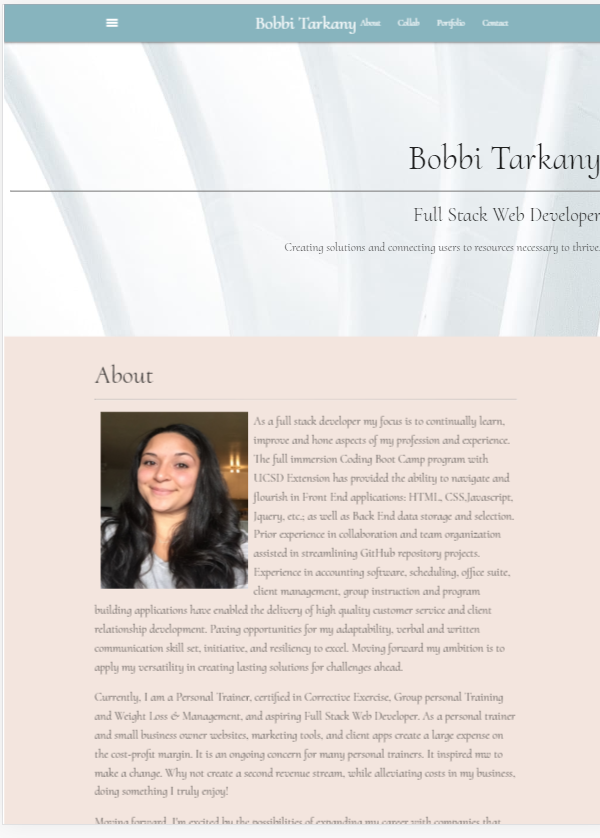 Bobbi Tarkany About Collab Portfolio Contact
Bobbi Tarkany
Full Stack Web Developer
Creating solutions and connecting users to resources necessary to thrive.
About
As a full stack developer my focus is to continually learn,
improve and hone aspects of my profession and experience.
The full immersion Coding Boot Camp program with
UCSD Extension has provided the ability to navigate and
flourish in Front End applications: HTML, CSS,Javascript,
Jquery, etc.; as well as Back End data storage and selection.
Prior experience in collaboration and team organization
assisted in streamlining GitHub repository projects.
Experience in accounting software, scheduling, office suite,
client management, group instruction and program
building applications have enabled the delivery of high quality customer service and client
relationship development. Paving opportunities for my adaptability, verbal and written
communication skill set, initiative, and resiliency to excel. Moving forward my ambition is to
apply my versatility in creating lasting solutions for challenges ahead.
Currently, I am a Personal Trainer, certified in Corrective Exercise, Group personal Training
and Weight Loss & Management, and aspiring Full Stack Web Developer. As a personal trainer
and small business owner websites, marketing tools, and client apps create a large expense on
the cost-profit margin. It is an ongoing concern for many personal trainers. It inspired mw to
make a change. Why not create a second revenue stream, while alleviating costs in my business,
doing something I truly enjoy!
Moving forward, I'm excited by the possibilities of expanding my career with companies that